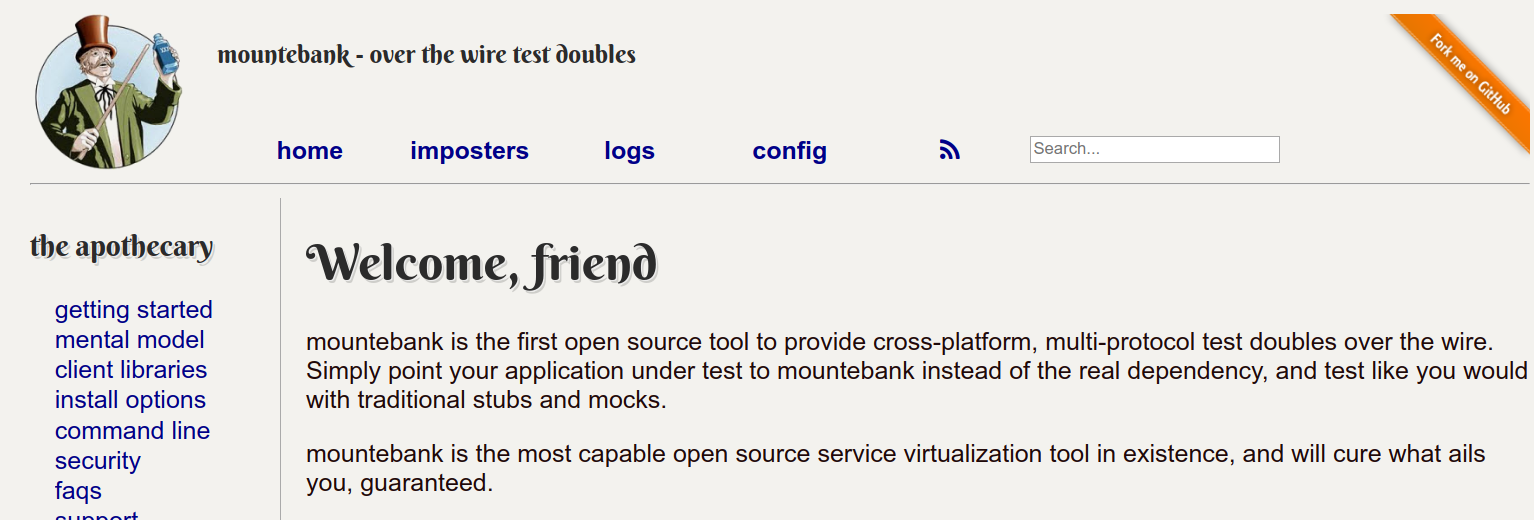 mountebank - over the wire test doubles
Fork me on GitHub
home imposters logs config Search...
the apothecary
getting started
mental model
client libraries
install options
command line
security
faqs
support
Welcome, friend
mountebank is the first open source tool to provide cross-platform, multi-protocol test doubles over the wire.
Simply point your application under test to mountebank instead of the real dependency, and test like you would
with traditional stubs and mocks.
mountebank is the most capable open source service virtualization tool in existence, and will cure what ails
you, guaranteed.